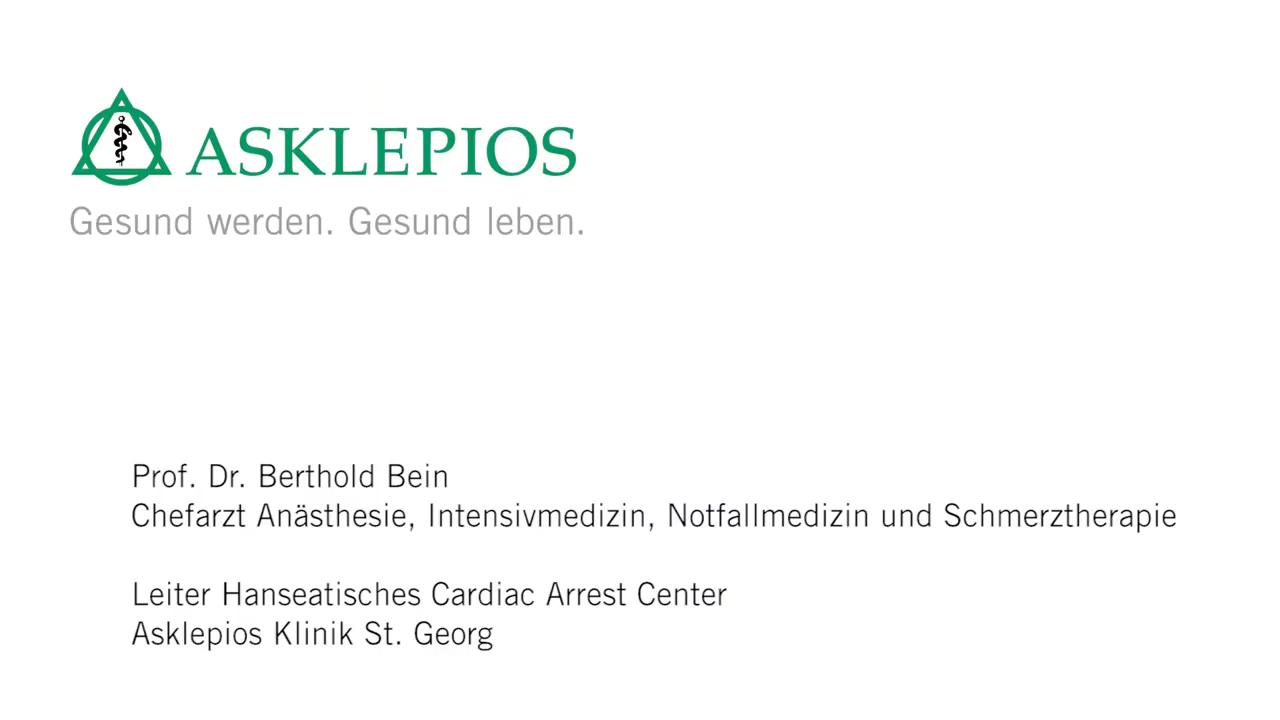 ASKLEPIOS
Gesund werden. Gesund leben.
Prof. Dr. Berthold Bein
Chefarzt Anästhesie, Intensivmedizin, Notfallmedizin und Schmerztherapie
Leiter Hanseatisches Cardiac Arrest Center
Asklepios Klinik St. Georg